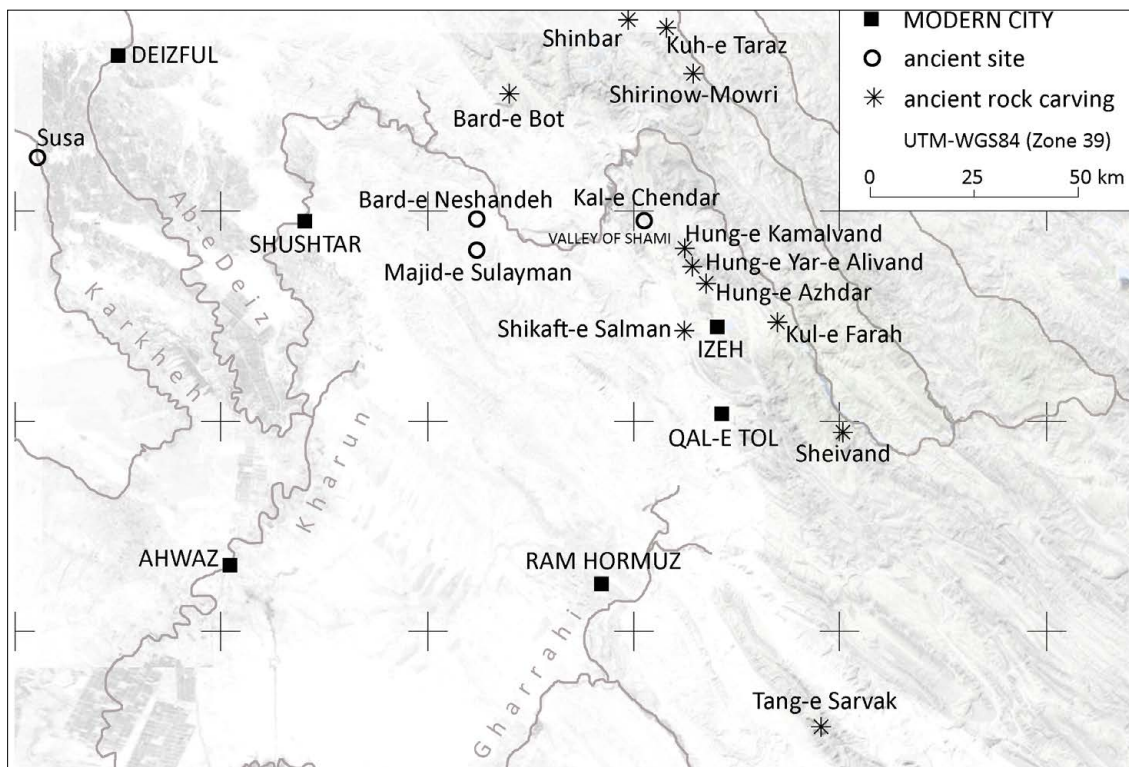 MODERN CITY
ancient site
ancient rock carving
UTM-WGS84 (Zone 39)
0 25 50 km
DEIZFUL
Shinbar
Kuh-e Taraz
Shirinow-Mowri
Bard-e Bot
Susa
Ab-e Deiz
Karkheh
SHUSHTAR
Bard-e Neshandeh
Kal-e Chendar
VALLEY OF SHAMI
Majid-e Sulayman
Hung-e Kamalvand
Hung-e Yar-e Alivand
Hung-e Azhdar
Shikaft-e Salman
IZEH
Kul-e Farah
QAL-E TOL
Sheivand
Kharun
AHWAZ
RAM HORMUZ
Gharrahi
Tang-e Sarvak